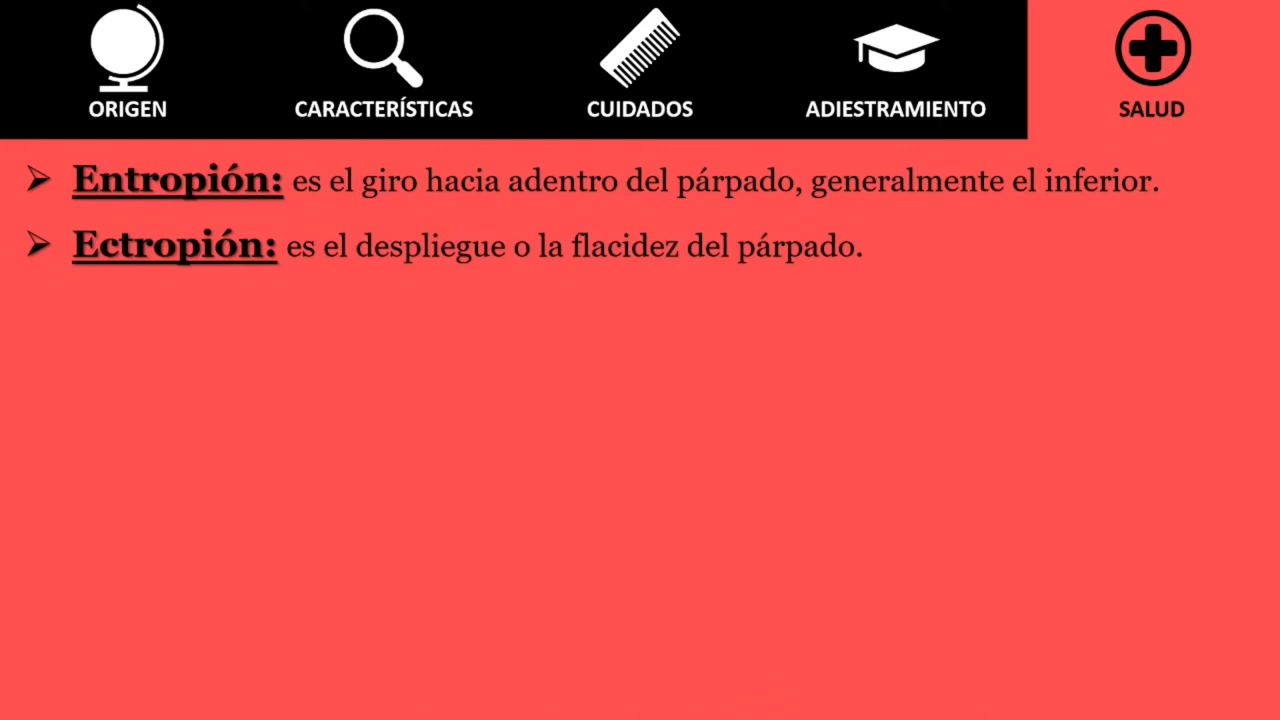 ORIGEN
CARACTERÍSTICAS
CUIDADOS
ADIESTRAMIENTO
SALUD
Entropión: es el giro hacia adentro del párpado, generalmente el inferior.
Ectropión: es el despliegue o la flacidez del párpado.